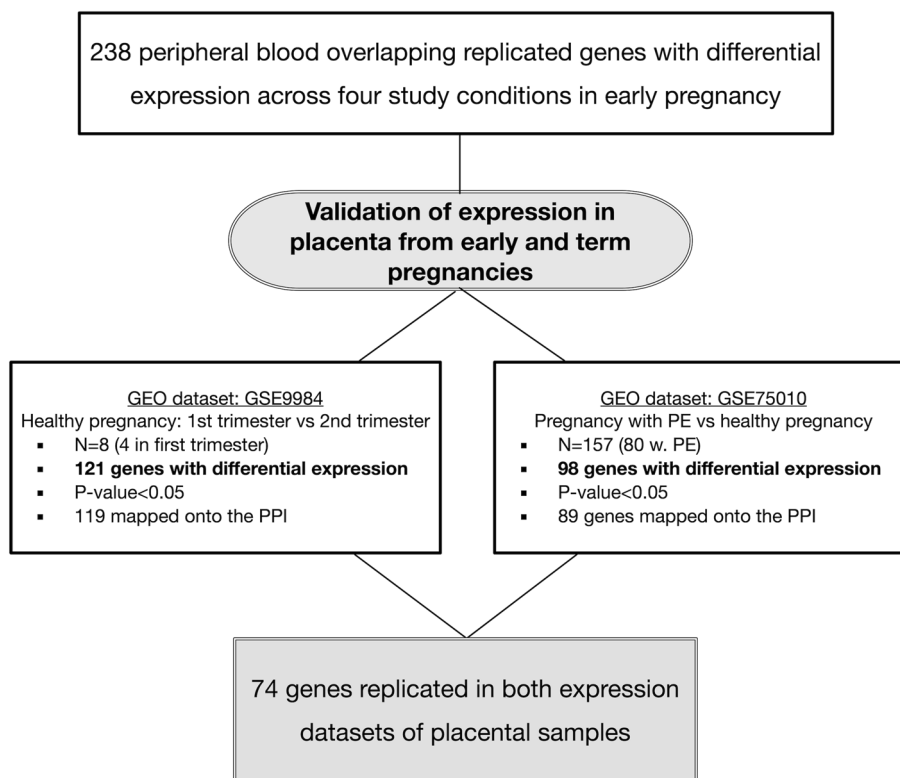 238 peripheral blood overlapping replicated genes with differential
expression across four study conditions in early pregnancy
Validation of expression in
placenta from early and term
pregnancies
GEO dataset: GSE9984
Healthy pregnancy: 1st trimester vs 2nd trimester
▪ N=8 (4 in first trimester)
▪ 121 genes with differential expression
▪ P-value<0.05
▪ 119 mapped onto the PPI
GEO dataset: GSE75010
Pregnancy with PE vs healthy pregnancy
▪ N=157 (80 w. PE)
▪ 98 genes with differential expression
▪ P-value<0.05
▪ 89 genes mapped onto the PPI
74 genes replicated in both expression
datasets of placental samples